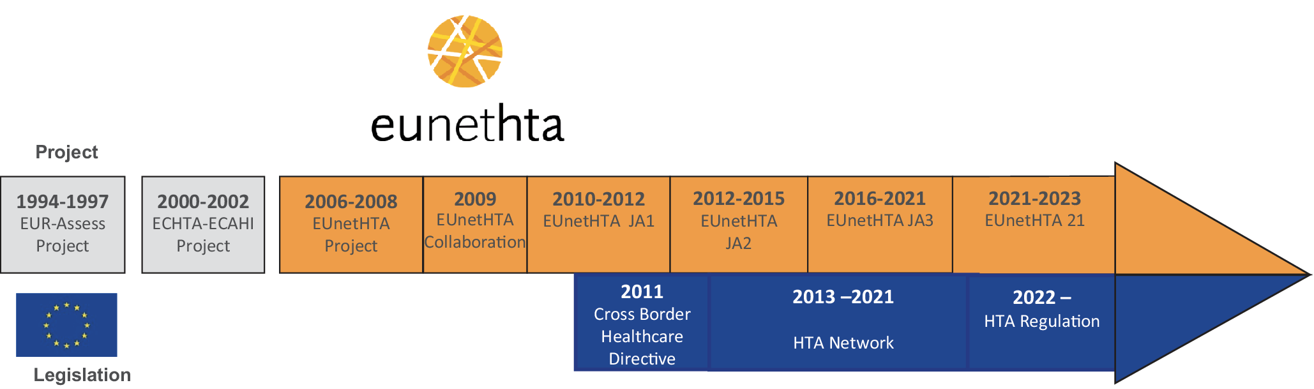 eunethta
Project
1994-1997
EUR-Assess
Project
2000-2002
ECHTA-ECAHI
Project
2006-2008
EUnetHTA
Project
2009
EUnetHTA
Collaboration
2010-2012
EUnetHTA JA1
2012-2015
EUnetHTA
JA2
2016-2021
EUnetHTA JA3
2021-2023
EUnetHTA 21
2011
Cross Border
Healthcare
Directive
2013 –2021
HTA Network
2022 –
HTA Regulation
Legislation